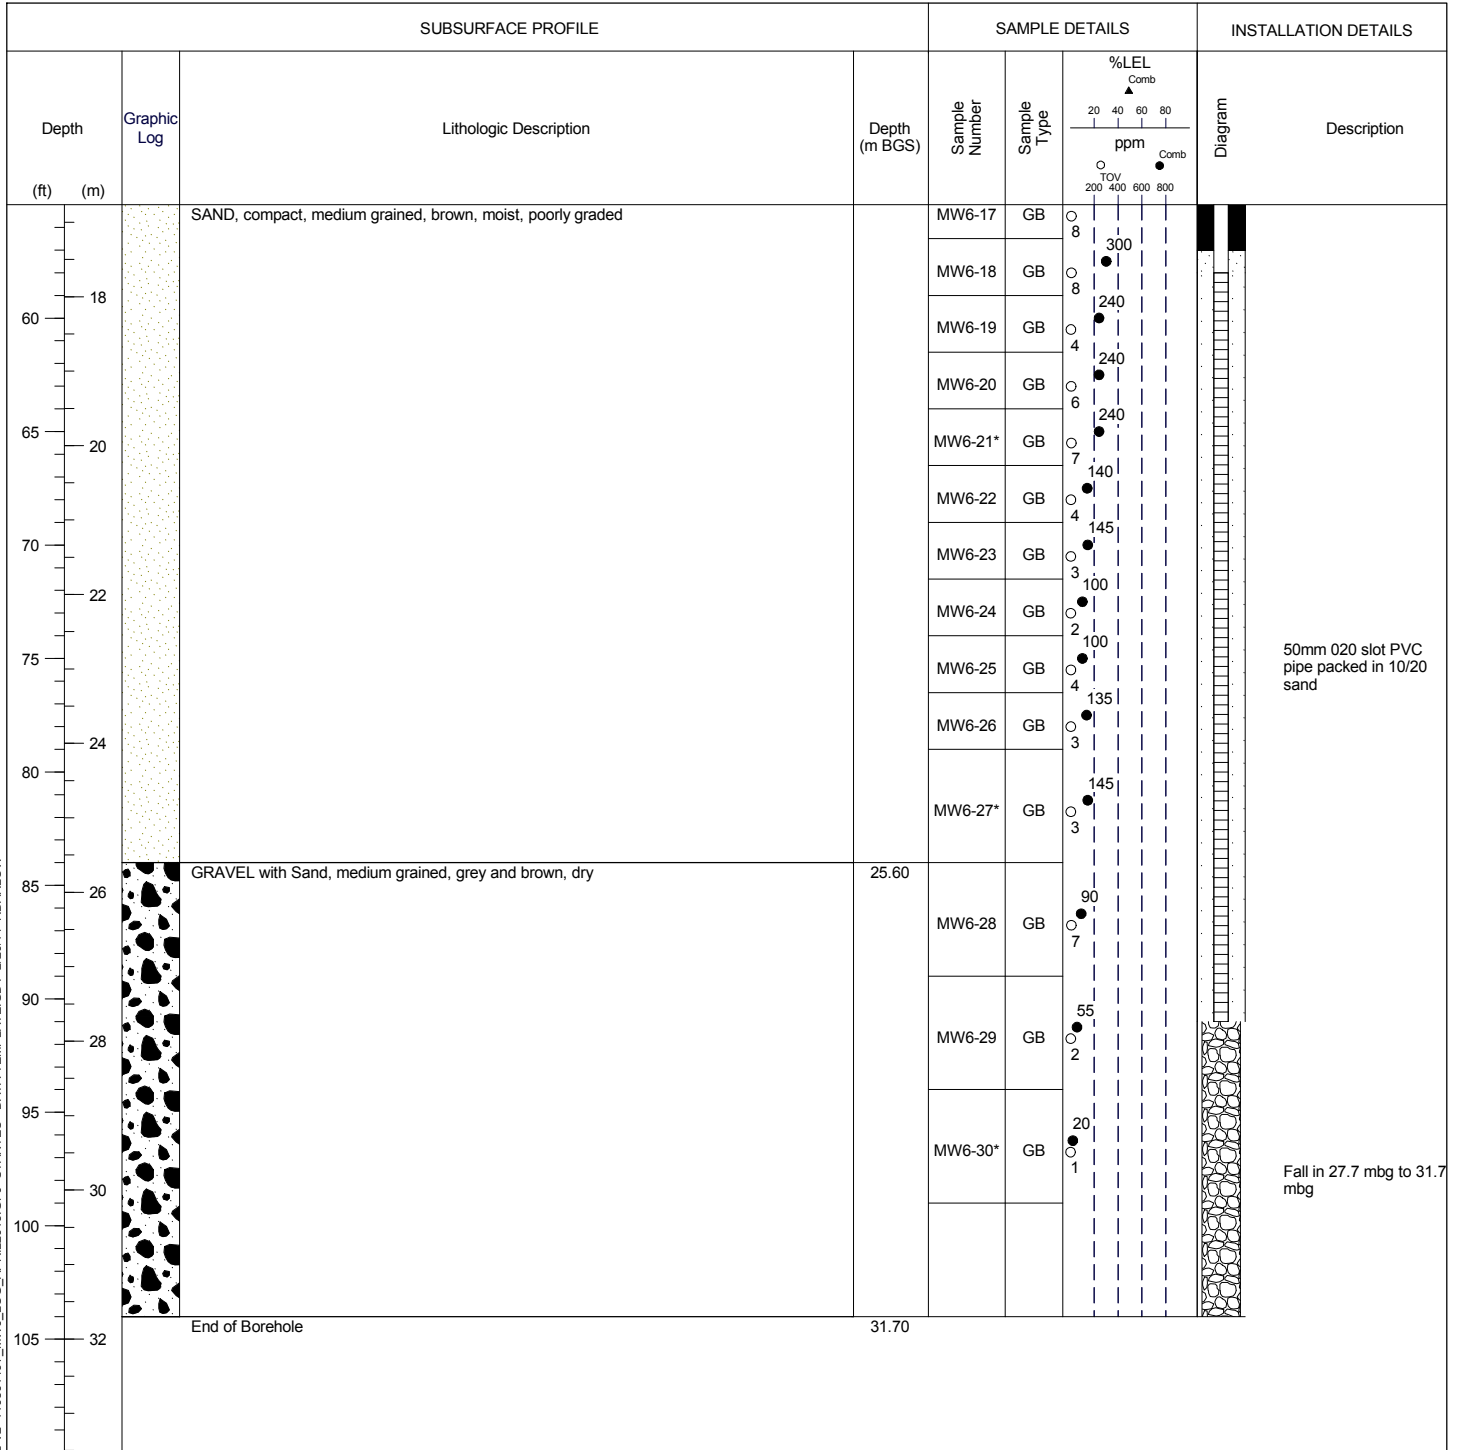 SUBSURFACE PROFILE SAMPLE DETAILS INSTALLATION DETAILS
Depth
(ft) (m)
Graphic
Log
Lithologic Description
Depth
(m BGS)
Sample
Number
Sample
Type
%LEL
Comb
20 40 60 80
ppm
Comb
TOV
200 400 600 800
Diagram
Description
SAND, compact, medium grained, brown, moist, poorly graded
MW6-17 GB 8
300
MW6-18 GB 8
18
240
60
MW6-19 GB 4
240
MW6-20 GB 6
240
65
20
MW6-21* GB 7
140
MW6-22 GB 4
145
70
MW6-23 GB 3
100
22
MW6-24 GB 2
100
75
MW6-25 GB 4
50mm 020 slot PVC
pipe packed in 10/20
sand
135
MW6-26 GB 3
24
80
145
MW6-27* GB 3
GRAVEL with Sand, medium grained, grey and brown, dry 25.60
85
26
90
MW6-28 GB 7
90
55
MW6-29 GB 2
28
95
20
MW6-30* GB 1
Fall in 27.7 mbg to 31.7
mbg
30
100
End of Borehole 31.70
105 32